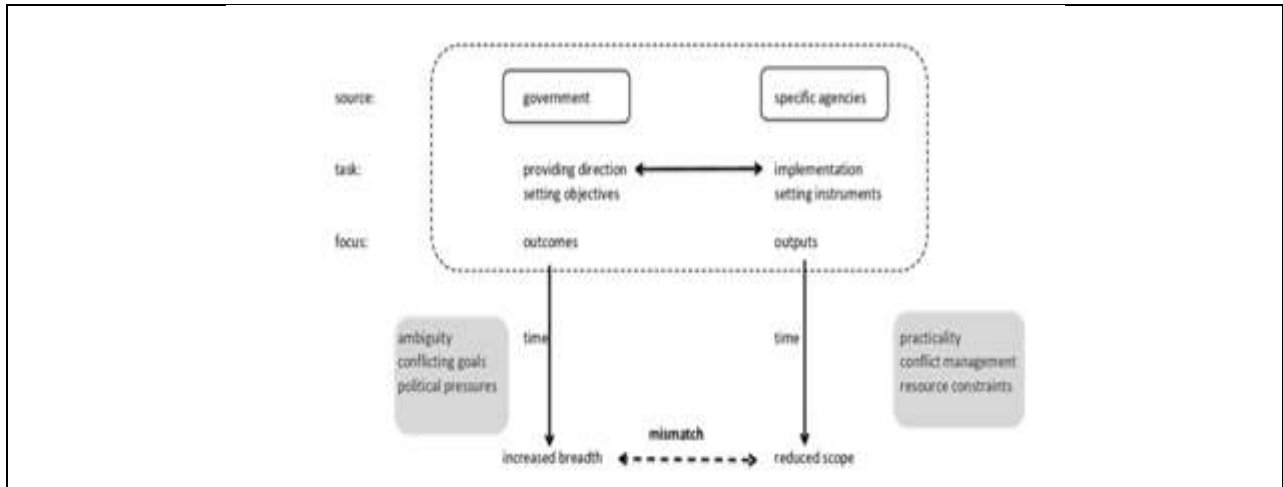 source: government specific agencies
task: providing direction implementation
setting objectives setting instruments
focus: outcomes outputs
ambiguity time time practicality
conflicting goals conflict management
political pressures resource constraints
mismatch
increased breadth reduced scope